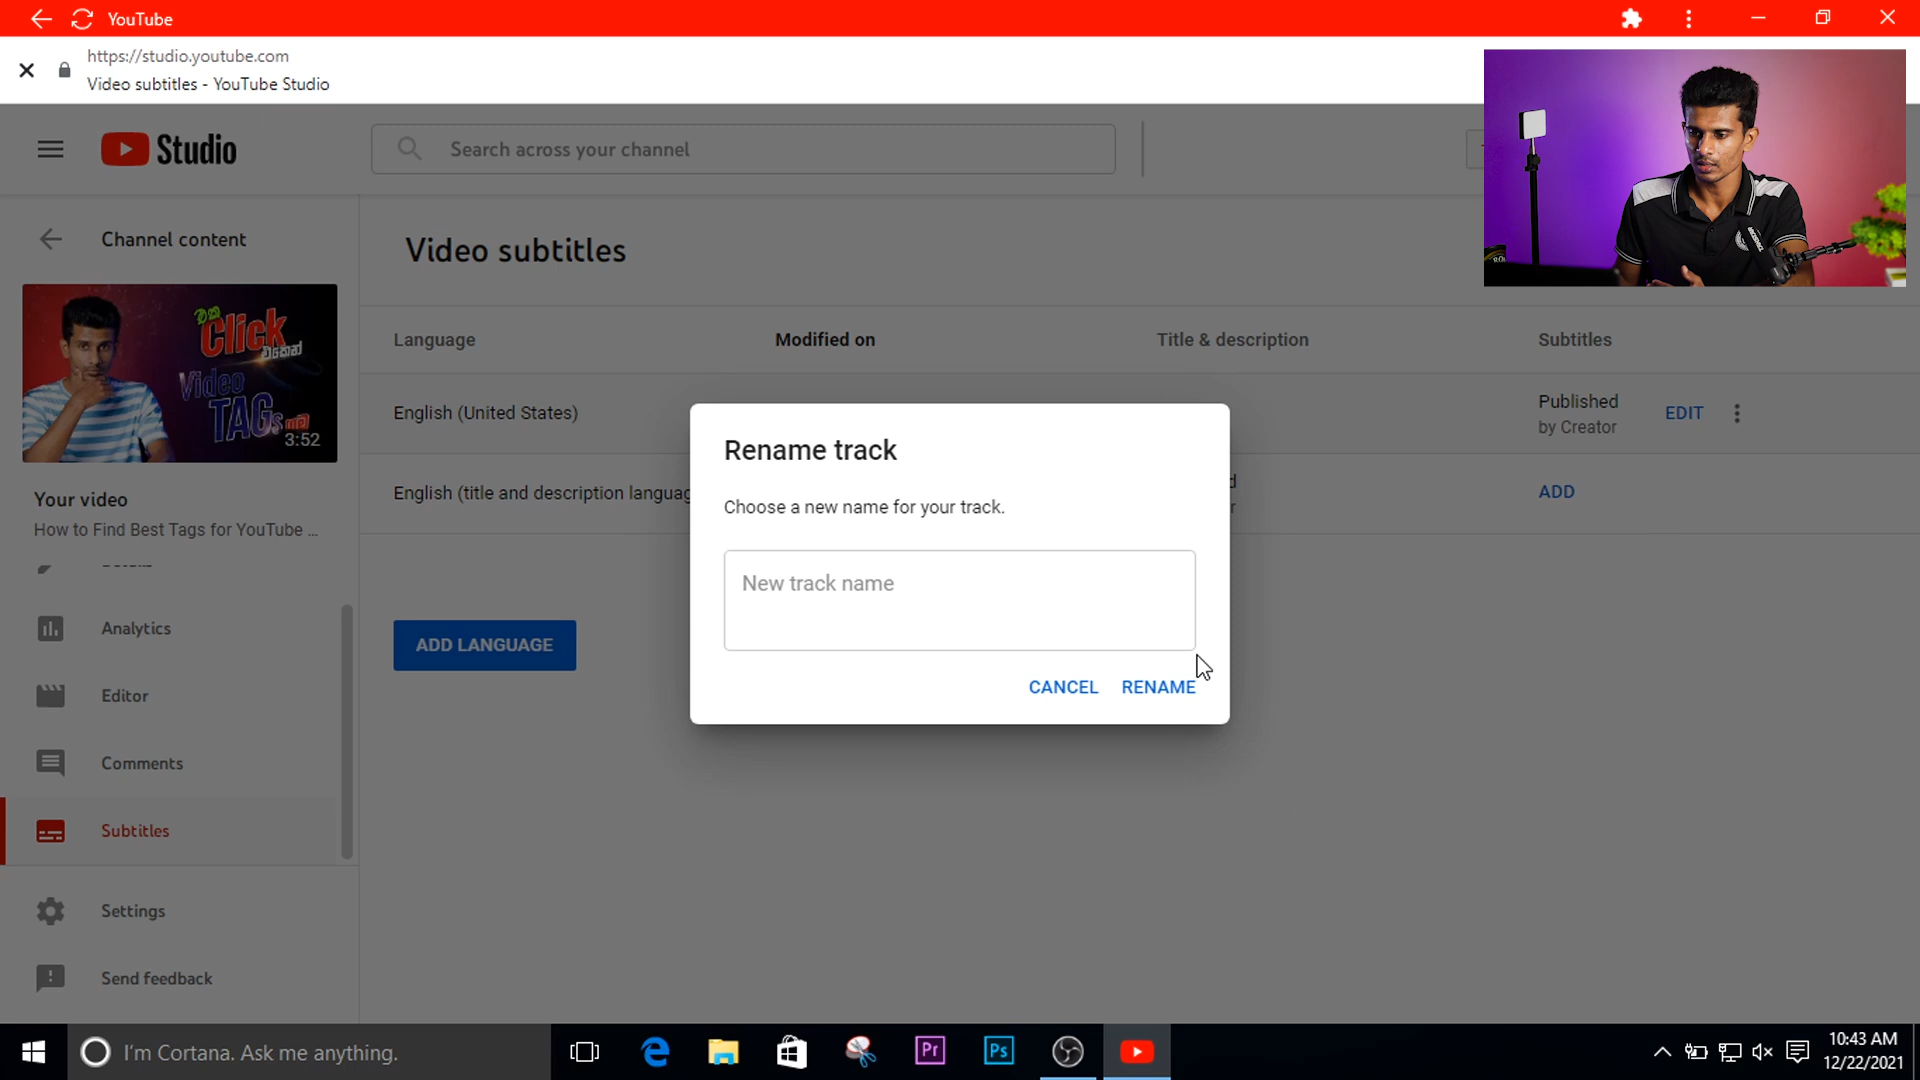 YouTube
https://studio.youtube.com
Video subtitles - YouTube Studio
Studio
Search across your channel
Channel content
Video subtitles
එක
Click
එකෙන්
Video
TAGs
3:52
Language
Modified on
Title & description
Subtitles
English (United States)
Published
by Creator
EDIT
English (title and description languag
ADD
Your video
How to Find Best Tags for YouTube ...
Rename track
Choose a new name for your track.
New track name
CANCEL
RENAME
ADD LANGUAGE
Analytics
Editor
Comments
Subtitles
Settings
Send feedback
I'm Cortana. Ask me anything.
Pr
Ps
10:43 AM
12/22/2021